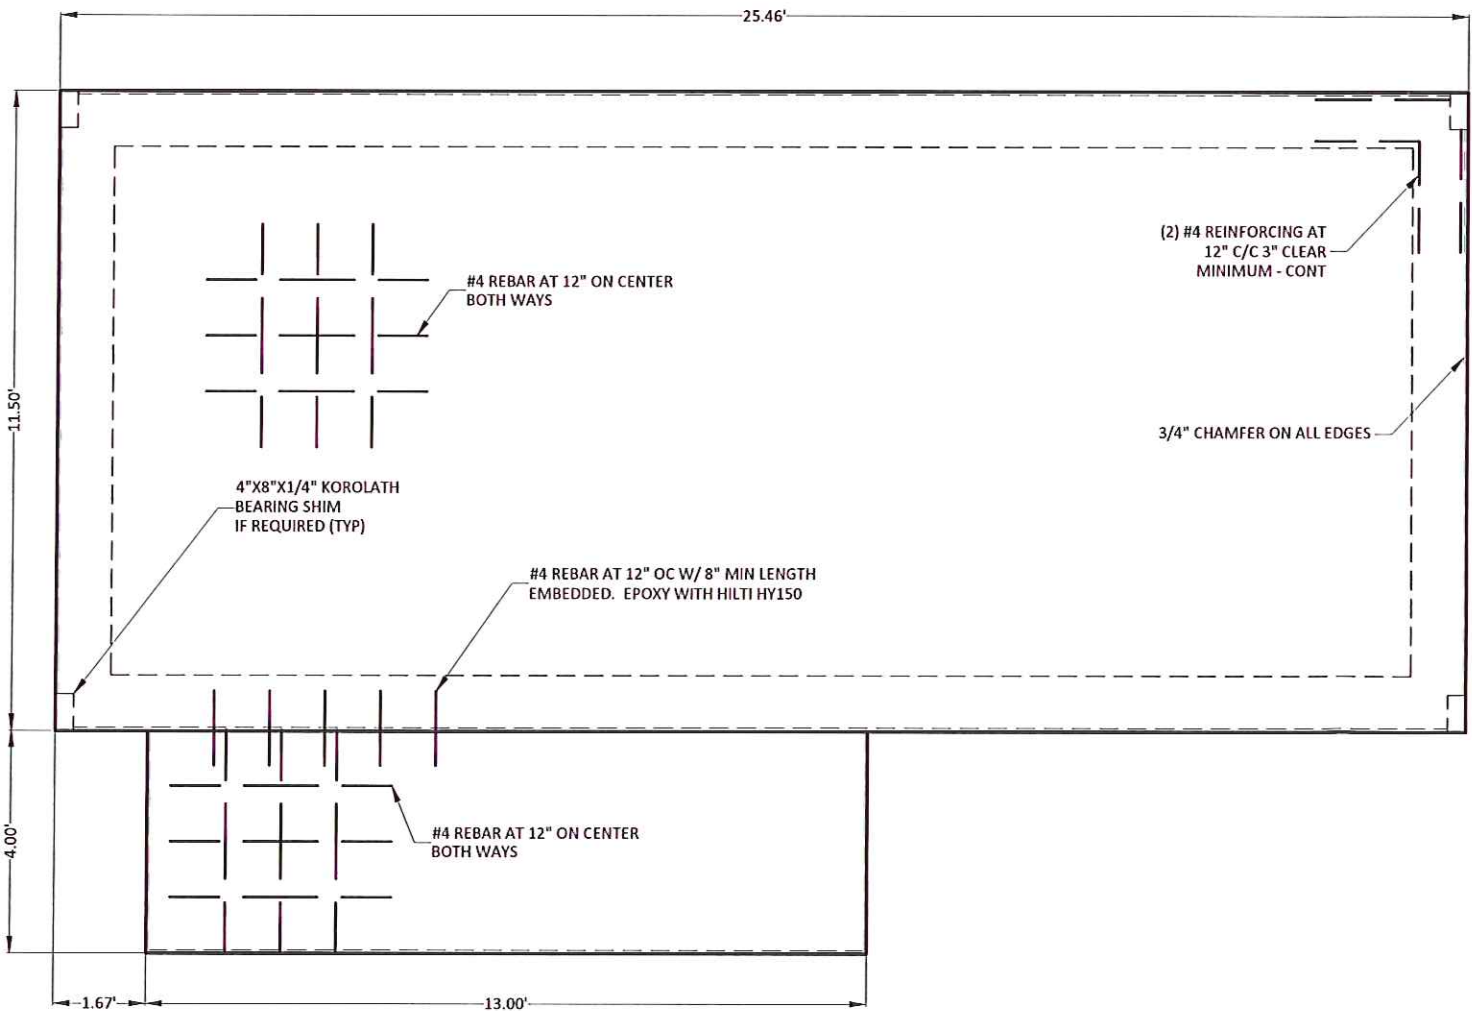 25.46'
(2) #4 REINFORCING AT
12" C/C 3" CLEAR
MINIMUM - CONT
#4 REBAR AT 12" ON CENTER
BOTH WAYS
11.50'
3/4" CHAMFER ON ALL EDGES
4"X8"X1/4" KOROLATH
BEARING SHIM
IF REQUIRED (TYP)
#4 REBAR AT 12" OC W/ 8" MIN LENGTH
EMBEDDED. EPOXY WITH HILTI HY150
4.00'
#4 REBAR AT 12" ON CENTER
BOTH WAYS
1.67'
13.00'